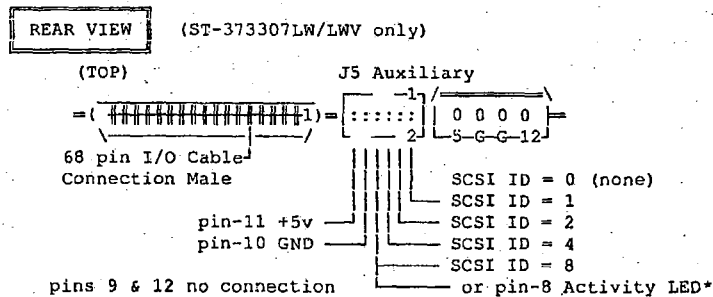 REAR VIEW (ST-373307LW/LWV only)
(TOP) J5 Auxiliary
1
1 0 0 0 0
2 5-G-G-12
68 pin I/O Cable
Connection Male
SCSI ID = 0 (none)
SCSI ID = 1
pin-11 +5v SCSI ID = 2
pin-10 GND SCSI ID = 4
SCSI ID = 8
pins 9 & 12 no connection or pin-8 Activity LED*